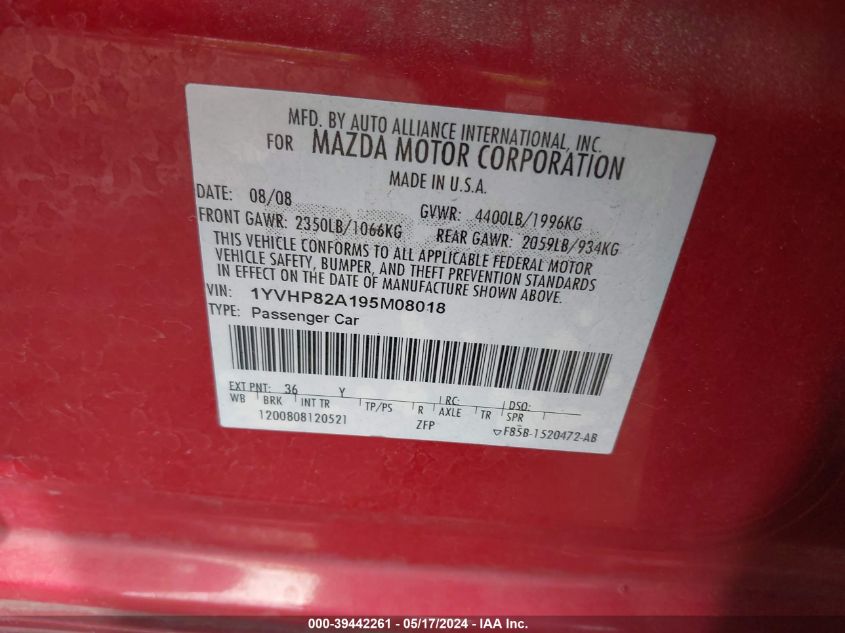 MFD. BY AUTO ALLIANCE INTERNATIONAL, INC.
FOR MAZDA MOTOR CORPORATION
MADE IN U.S.A.
DATE: 08/08 GVWR: 4400LB/1996KG
FRONT GAWR: 2350LB/1066KG REAR GAWR: 2059LB/934KG
THIS VEHICLE CONFORMS TO ALL APPLICABLE FEDERAL MOTOR
VEHICLE SAFETY, BUMPER, AND THEFT PREVENTION STANDARDS
IN EFFECT ON THE DATE OF MANUFACTURE SHOWN ABOVE.
VIN: 1YVHP82A195M08018
TYPE: Passenger Car
EXT PNT: 36 Y RC: DSO:
WB BRK INT TR TP/PS R AXLE TR SPR
1200808120521 ZFP F85B-1520472-AB
000-39442261 - 05/17/2024 - IAA Inc.